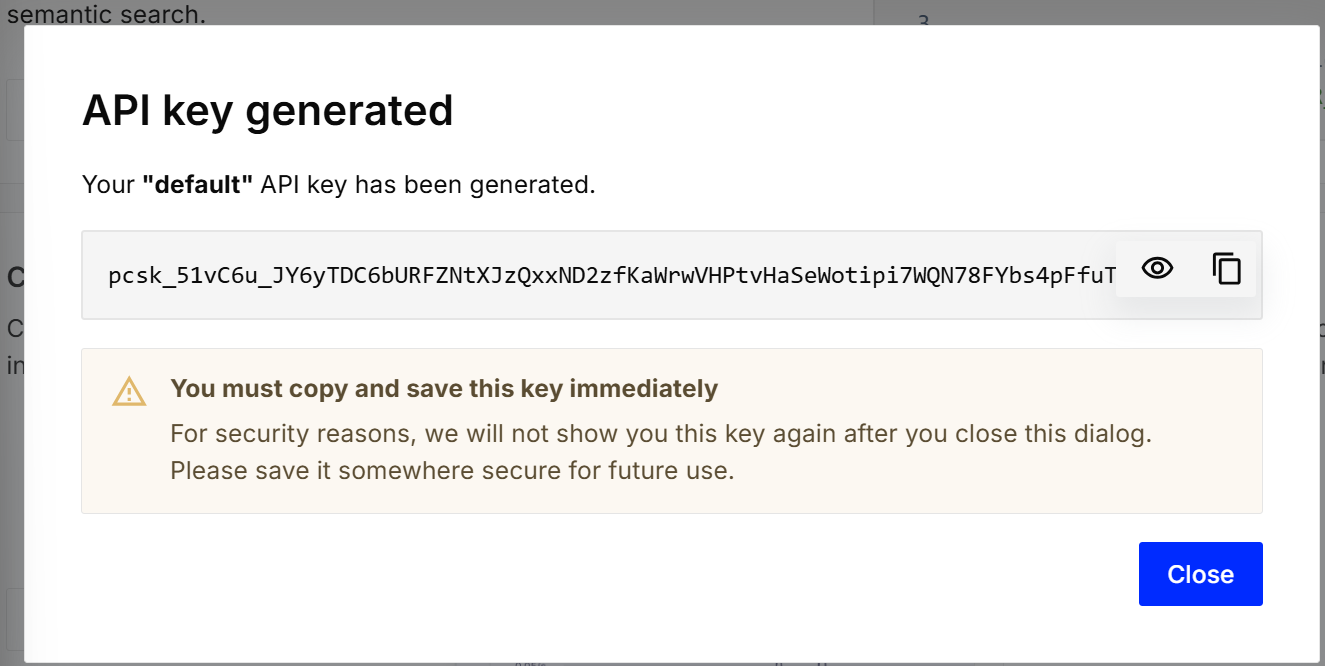 semantic search.
3
API key generated
Your "default" API key has been generated.
pcsk_51vC6u_JY6yTDC6bURFZNtXJzQxxND2zfKaWrwVHPtvHaSeWotipi7WQN78FYbs4pFfuT
You must copy and save this key immediately
For security reasons, we will not show you this key again after you close this dialog.
Please save it somewhere secure for future use.
Close